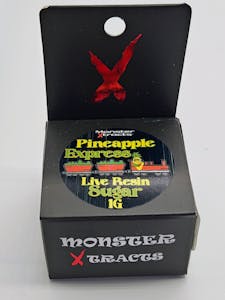 Monster
Xtracts
Pineapple
Express
Live Resin
Sugar
1G
MONSTER
XTRACTS